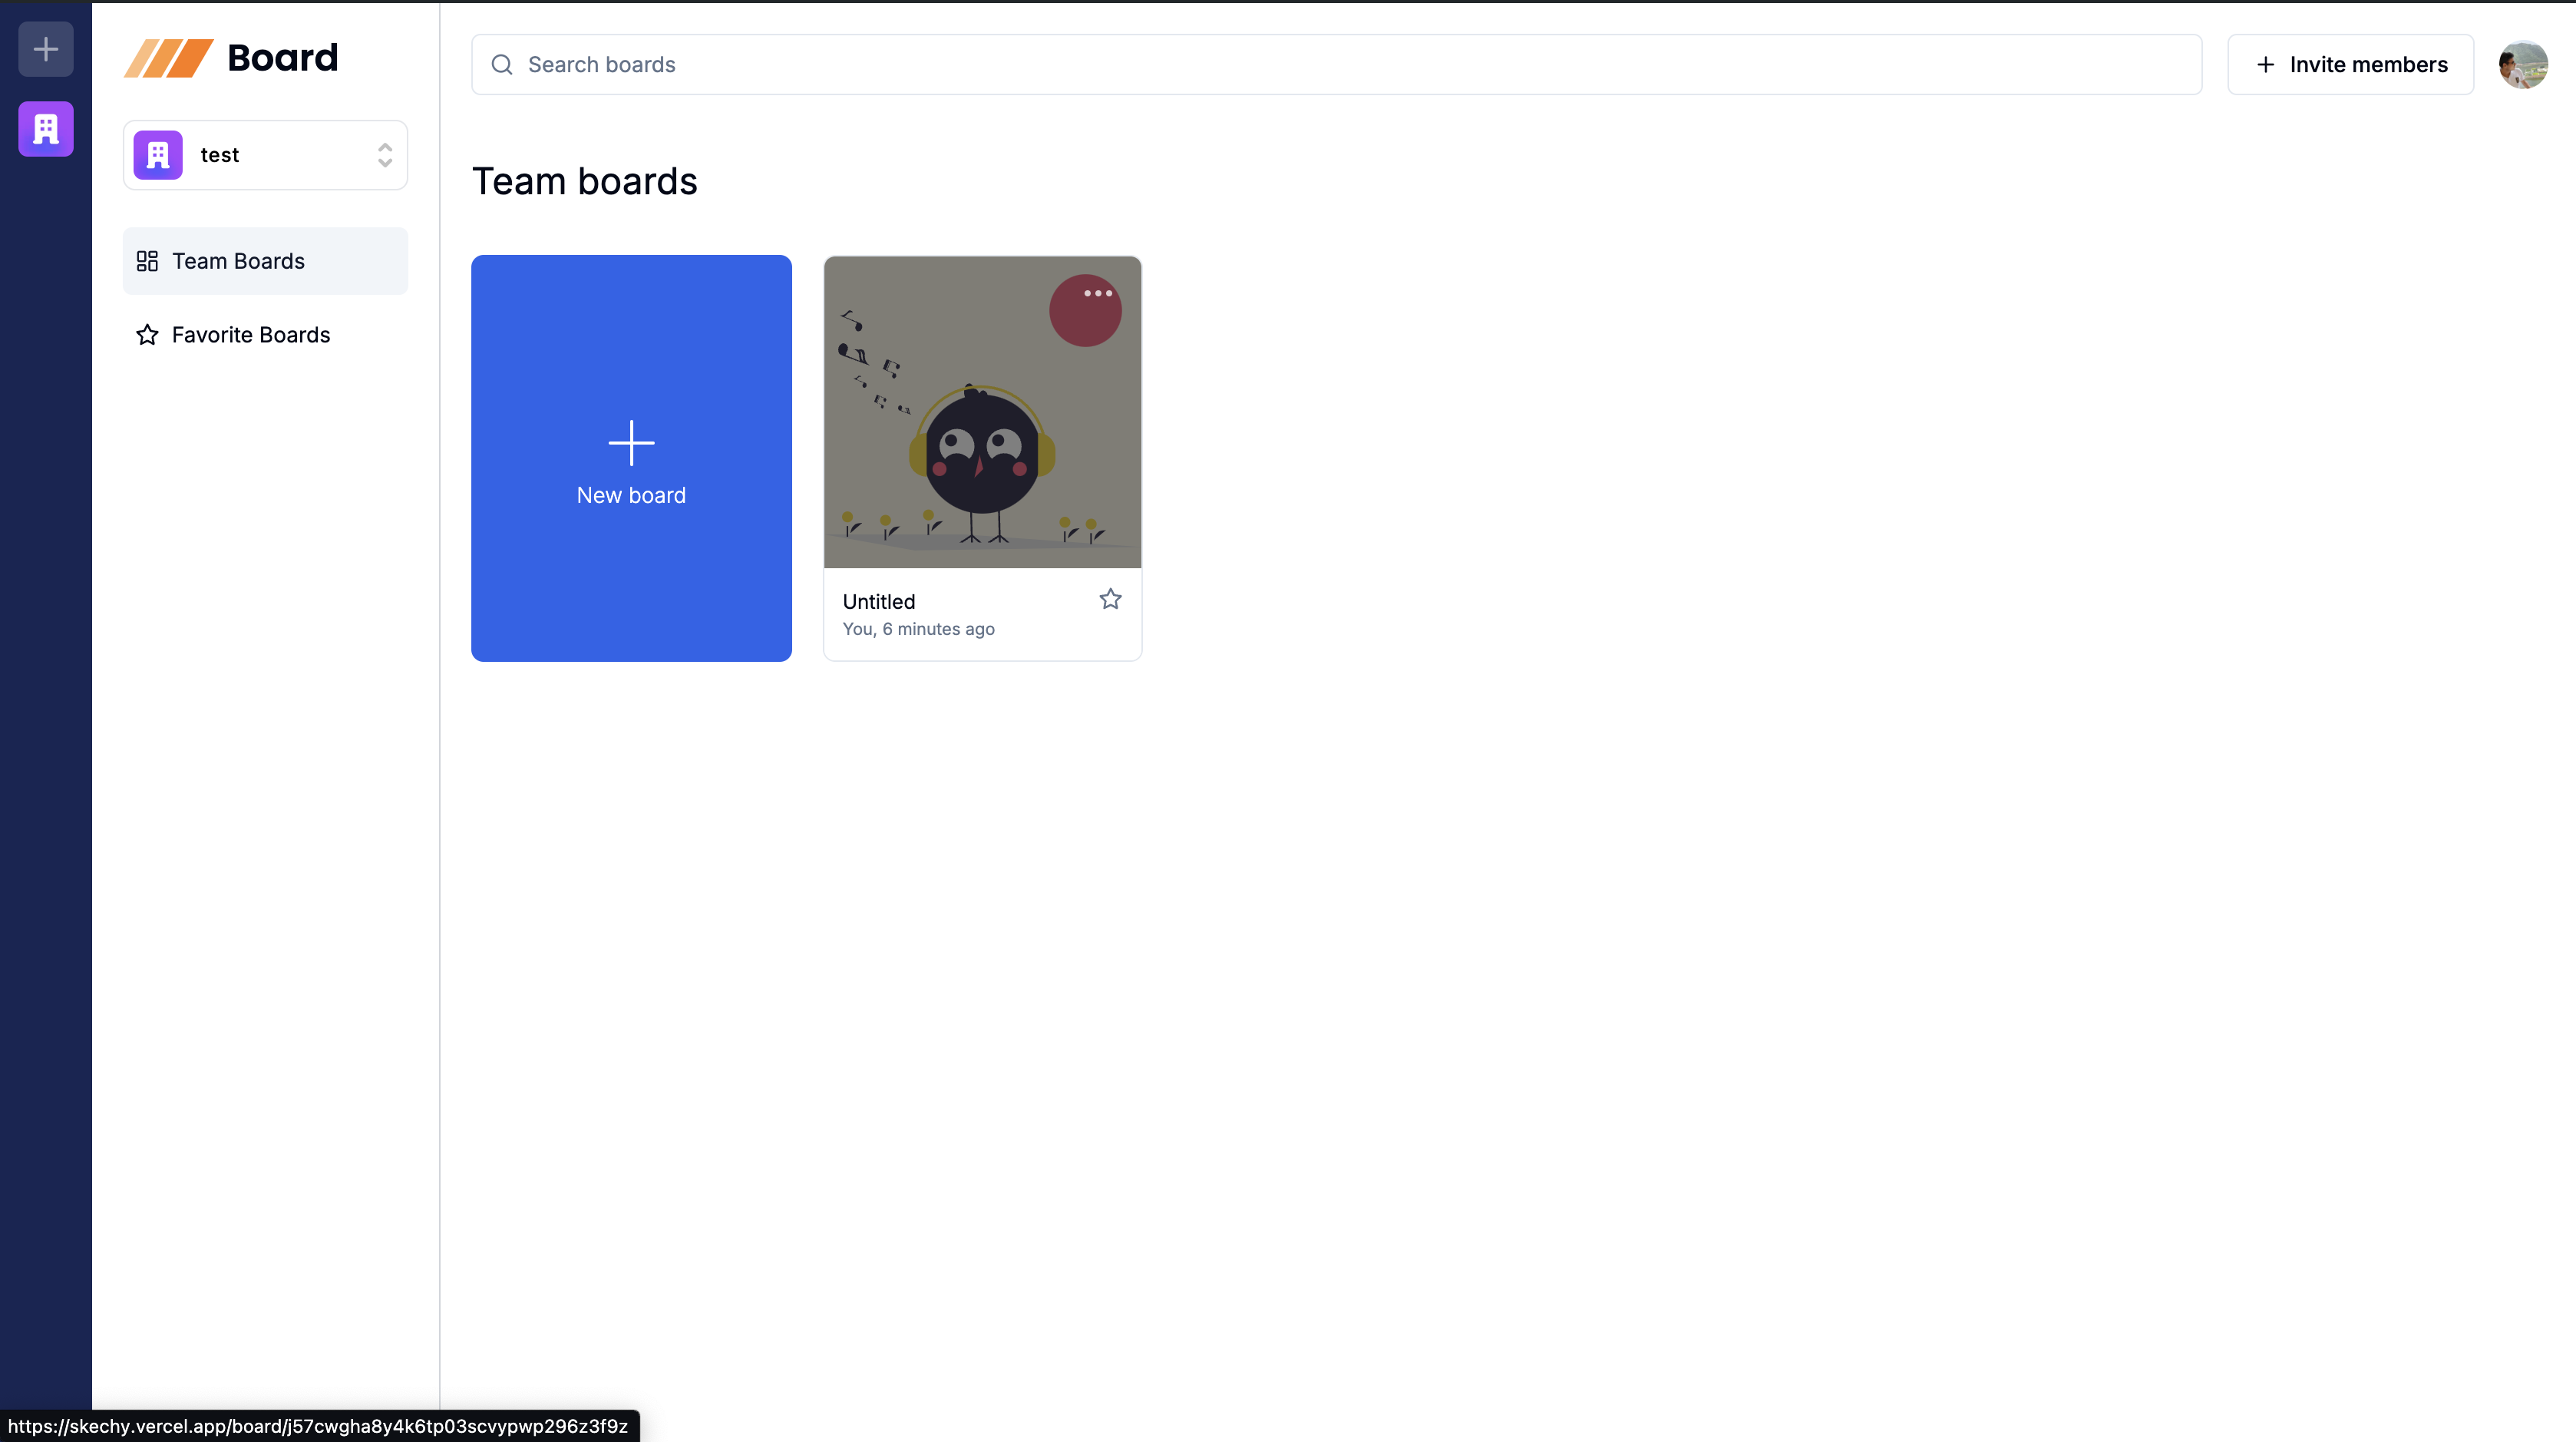 Board
Search boards
Invite members
test
Team boards
Team Boards
Favorite Boards
New board
Untitled
You, 6 minutes ago
https://skechy.vercel.app/board/j57cwgha8y4k6tp03scvypwp296z3f9z